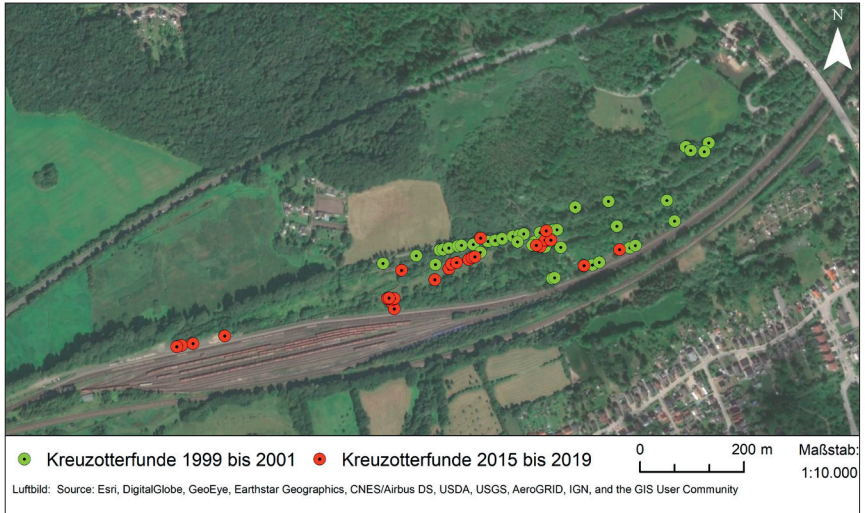 N
Kreuzotterfunde 1999 bis 2001 Kreuzotterfunde 2015 bis 2019
0 200 m
Maßstab:
1:10.000
Luftbild: Source: Esri, DigitalGlobe, GeoEye, Earthstar Geographics, CNES/Airbus DS, USDA, USGS, AeroGRID, IGN, and the GIS User Community